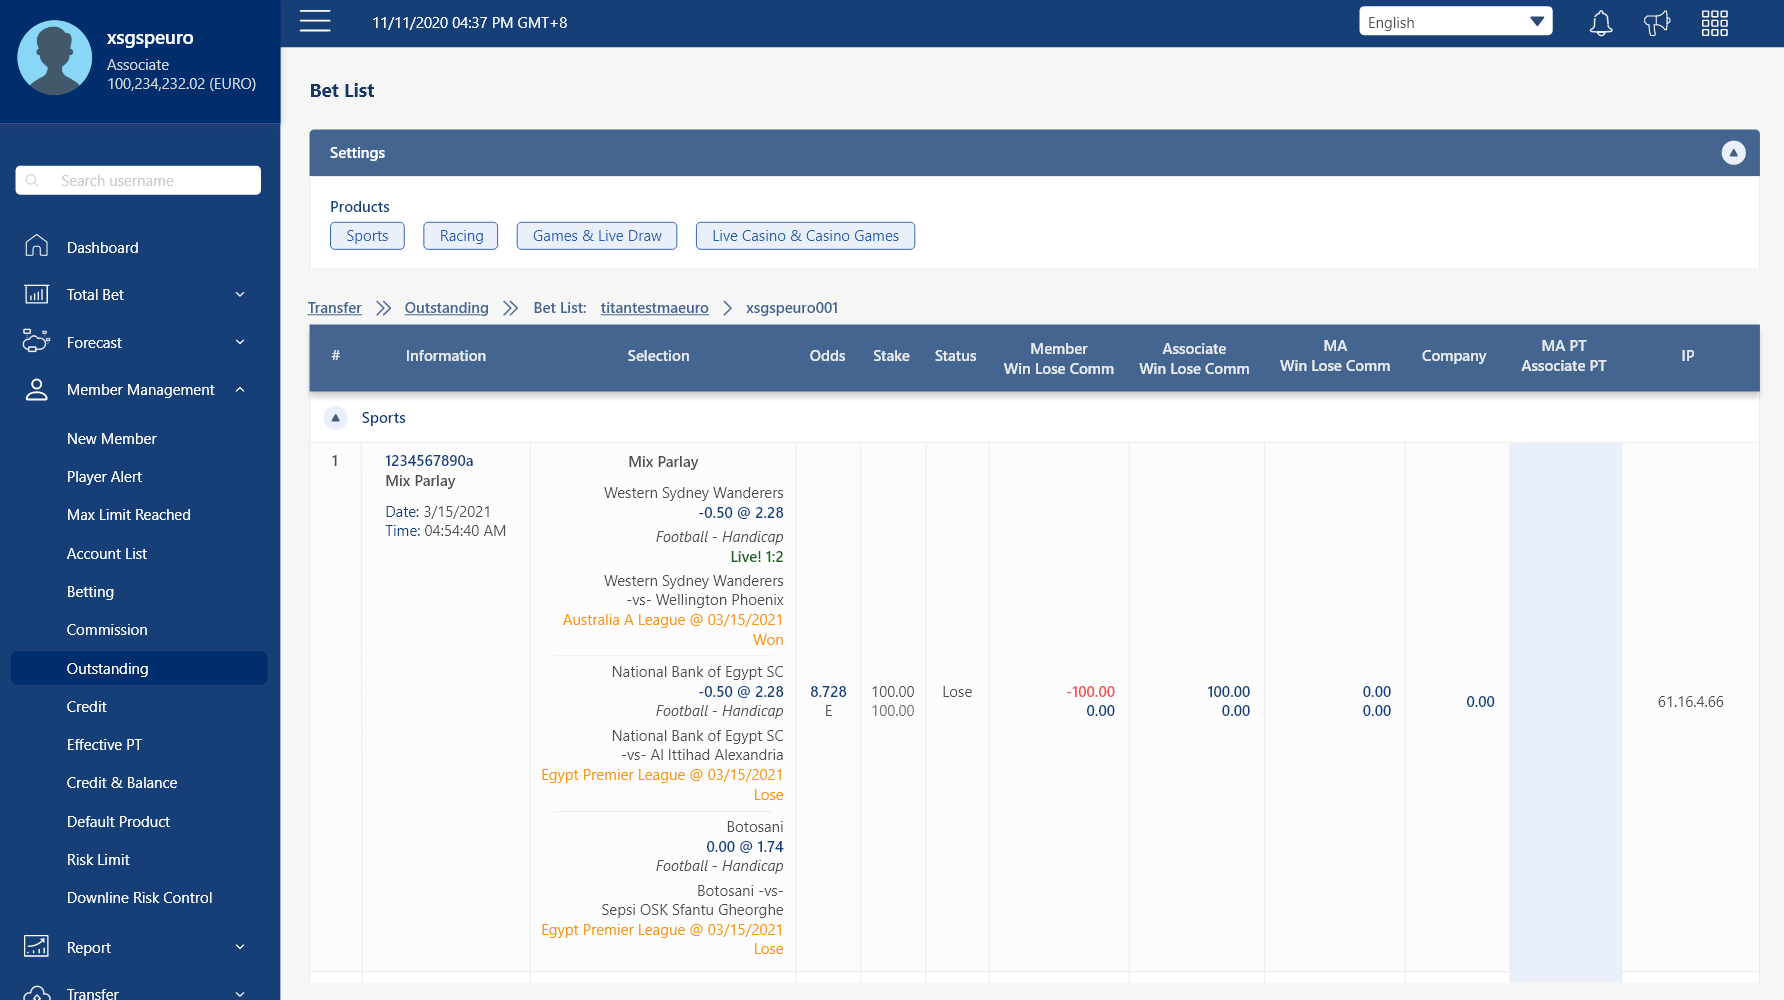 xsgspeuro
Associate
100,234,232.02 (EURO)
11/11/2020 04:37 PM GMT+8
English
Search username
Dashboard
Total Bet
Forecast
Member Management
New Member
Player Alert
Max Limit Reached
Account List
Betting
Commission
Outstanding
Credit
Effective PT
Credit & Balance
Default Product
Risk Limit
Downline Risk Control
Report
Transfer
Bet List
Settings
Products
Sports
Racing
Games & Live Draw
Live Casino & Casino Games
Transfer Outstanding Bet List: titantestmaeuro xsgspeuro001
#
Information
Selection
Odds
Stake
Status
Member
Win Lose Comm
Associate
Win Lose Comm
MA
Win Lose Comm
Company
MA PT
Associate PT
IP
Sports
1
1234567890a
Mix Parlay
Date: 3/15/2021
Time: 04:54:40 AM
Mix Parlay
Western Sydney Wanderers
-0.50 @ 2.28
Football - Handicap
Live! 1:2
Western Sydney Wanderers
-vs- Wellington Phoenix
Australia A League @ 03/15/2021
Won
National Bank of Egypt SC
-0.50 @ 2.28
Football - Handicap
National Bank of Egypt SC
-vs- Al Ittihad Alexandria
Egypt Premier League @ 03/15/2021
Lose
Botosani
0.00 @ 1.74
Football - Handicap
Botosani -vs-
Sepsi OSK Sfantu Gheorghe
Egypt Premier League @ 03/15/2021
Lose
8.728
E
100.00
100.00
Lose
-100.00
0.00
100.00
0.00
0.00
0.00
0.00
61.16.4.66